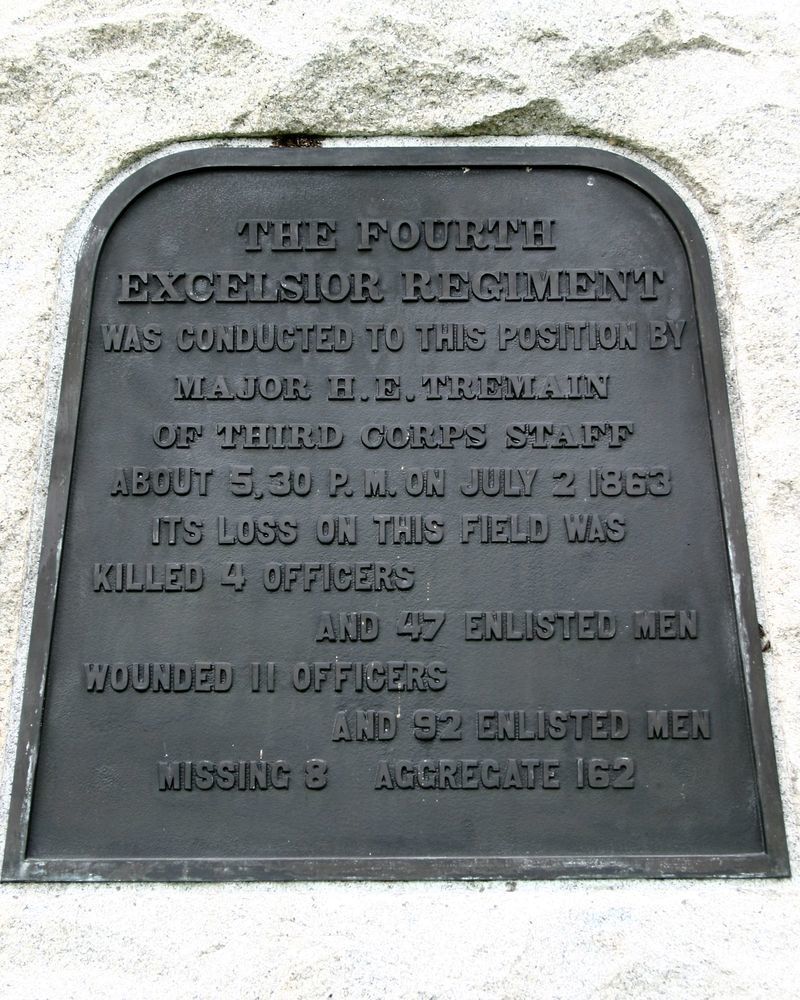 THE FOURTH
EXCELSIOR REGIMENT
WAS CONDUCTED TO THIS POSITION BY
MAJOR H. E. TREMAIN
OF THIRD CORPS STAFF
ABOUT 5,30 P. M. ON JULY 2 1863
ITS LOSS ON THIS FIELD WAS
KILLED 4 OFFICERS
AND 47 ENLISTED MEN
WOUNDED 11 OFFICERS
AND 92 ENLISTED MEN
MISSING 8 AGGREGATE 162